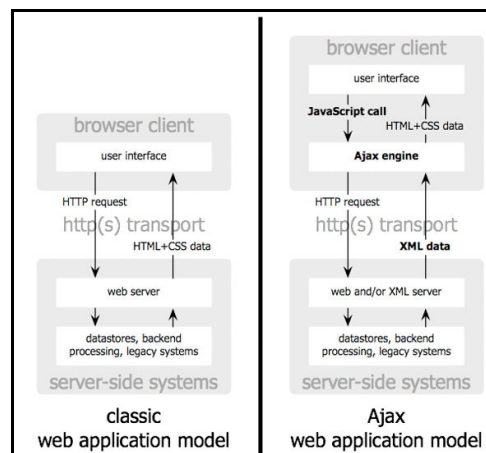 browser client
user interface
HTTP request
http(s) transport
HTML+CSS data
web server
datastores, backend
processing, legacy systems
server-side systems
classic
web application model
browser client
user interface
JavaScript call
HTML+CSS data
Ajax engine
HTTP request
http(s) transport
XML data
web and/or XML server
datastores, backend
processing, legacy systems
server-side systems
Ajax
web application model